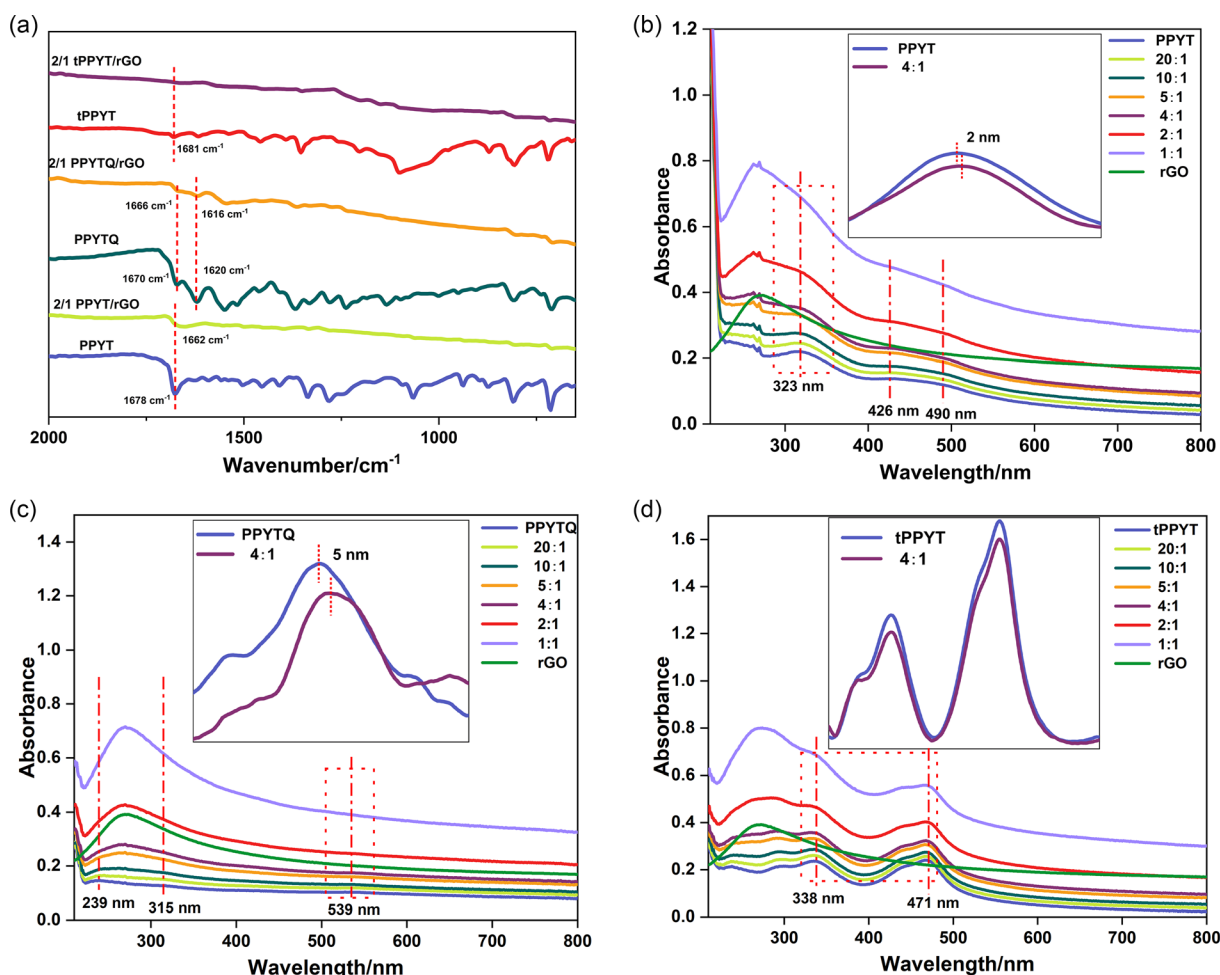 (a)
2/1 tPPYT/rGO
tPPYT
1681 cm⁻¹
2/1 PPYTQ/rGO
1666 cm⁻¹
1616 cm⁻¹
PPYTQ
1670 cm⁻¹
1620 cm⁻¹
2/1 PPYT/rGO
1662 cm⁻¹
PPYT
1678 cm⁻¹
2000 1500 1000
Wavenumber/cm⁻¹
(b)
PPYT
4:1
2 nm
PPYT
20:1
10:1
5:1
4:1
2:1
1:1
rGO
1.2
1.0
0.8
0.6
0.4
0.2
0.0
Absorbance
323 nm
426 nm
490 nm
300 400 500 600 700 800
Wavelength/nm
(c)
PPYTQ
4:1
5 nm
PPYTQ
20:1
10:1
5:1
4:1
2:1
1:1
rGO
1.4
1.2
1.0
0.8
0.6
0.4
0.2
0.0
Absorbance
239 nm
315 nm
539 nm
300 400 500 600 700 800
Wavelength/nm
(d)
tPPYT
4:1
tPPYT
20:1
10:1
5:1
4:1
2:1
1:1
rGO
1.6
1.4
1.2
1.0
0.8
0.6
0.4
0.2
0.0
Absorbance
338 nm
471 nm
300 400 500 600 700 800
Wavelength/nm